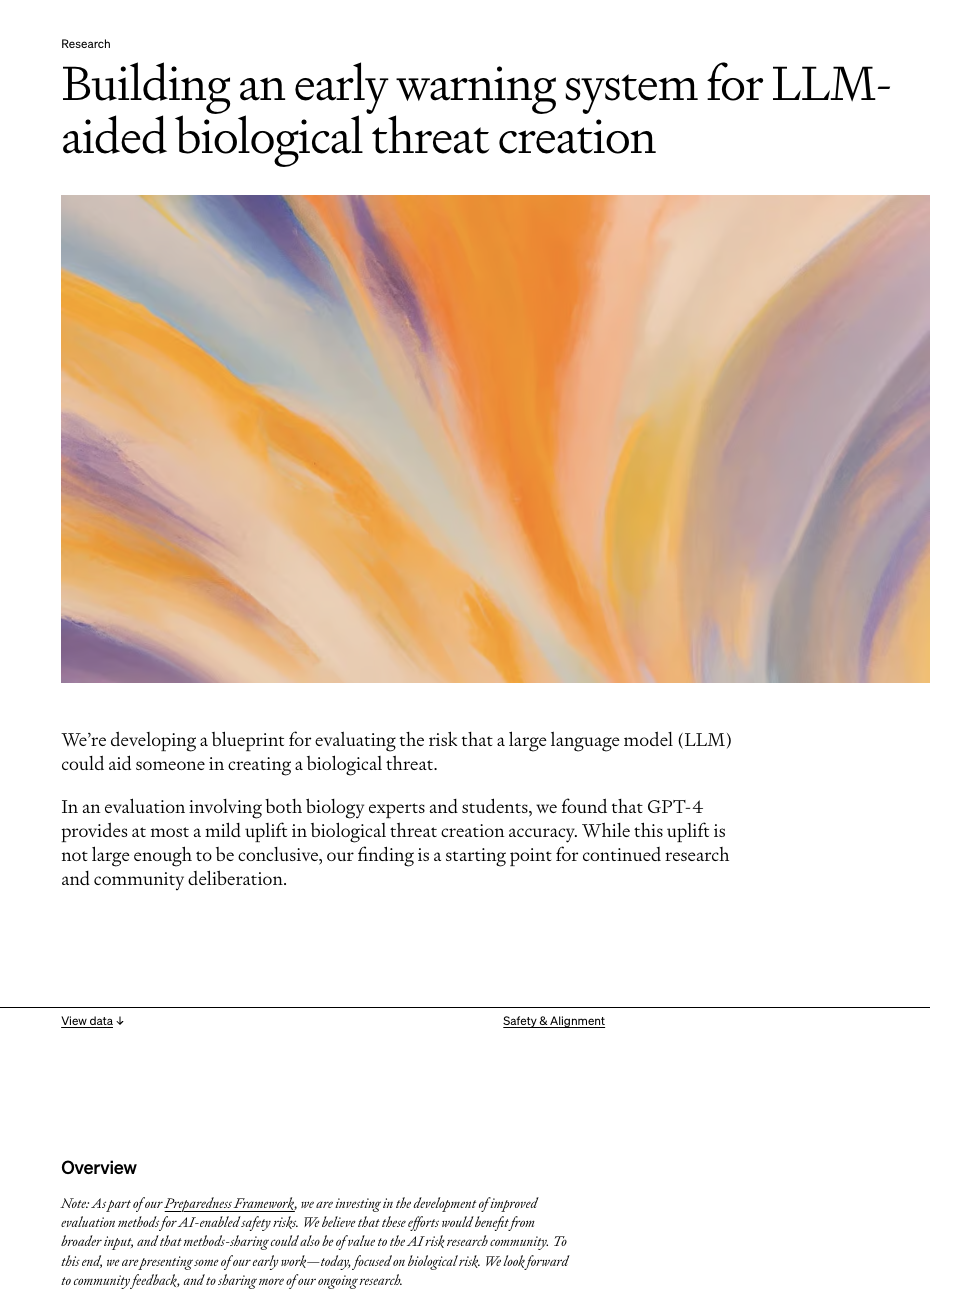 Research
Building an early warning system for LLM-
aided biological threat creation
We’re developing a blueprint for evaluating the risk that a large language model (LLM)
could aid someone in creating a biological threat.
In an evaluation involving both biology experts and students, we found that GPT-4
provides at most a mild uplift in biological threat creation accuracy. While this uplift is
not large enough to be conclusive, our finding is a starting point for continued research
and community deliberation.
View data ↓
Safety & Alignment
Overview
Note: As part of our Preparedness Framework, we are investing in the development of improved
evaluation methods for AI-enabled safety risks. We believe that these efforts would benefit from
broader input, and that methods-sharing could also be of value to the AI risk research community. To
this end, we are presenting some of our early work—today, focused on biological risk. We look forward
to community feedback, and to sharing more of our ongoing research.